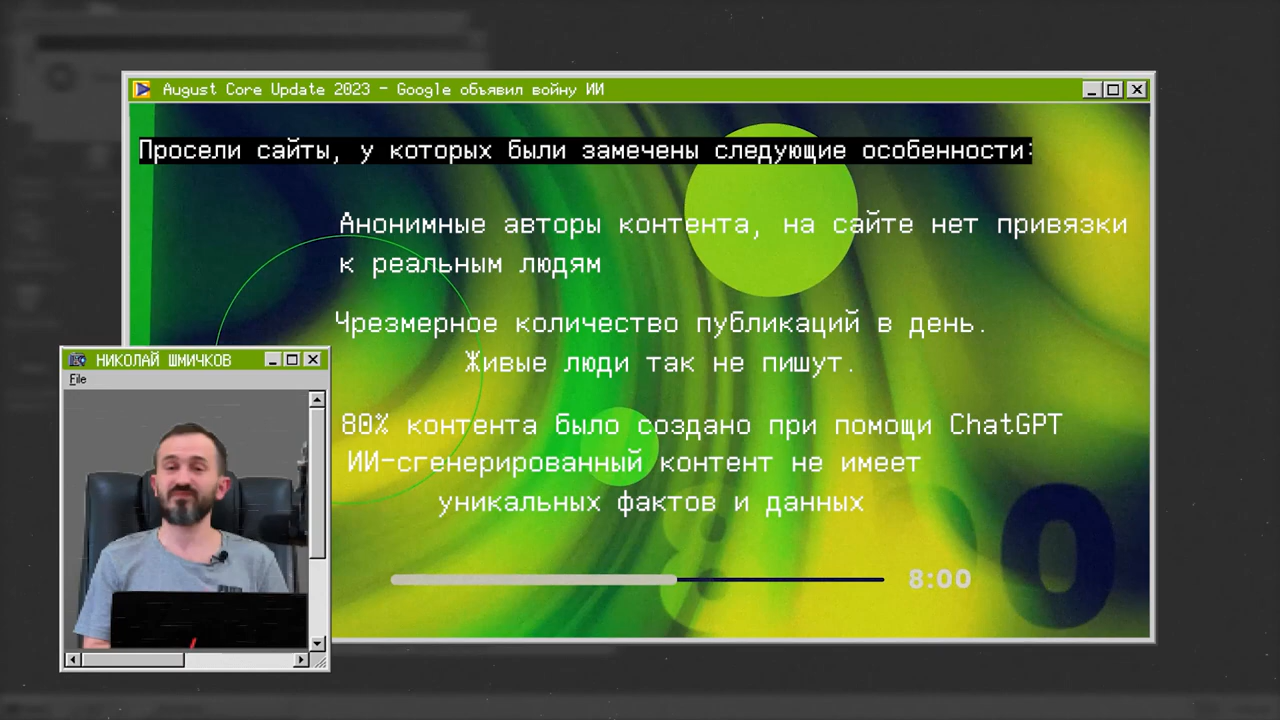 August Core Update 2023 - Google объявил войну ИИ
Просели сайты, у которых были замечены следующие особенности:
Анонимные авторы контента, на сайте нет привязки
к реальным людям
Чрезмерное количество публикаций в день.
Живые люди так не пишут.
НИКОЛАЙ ШМИЧКОВ
File
80% контента было создано при помощи ChatGPT
ИИ-сгенерированный контент не имеет
уникальных фактов и данных
8:00
8
0